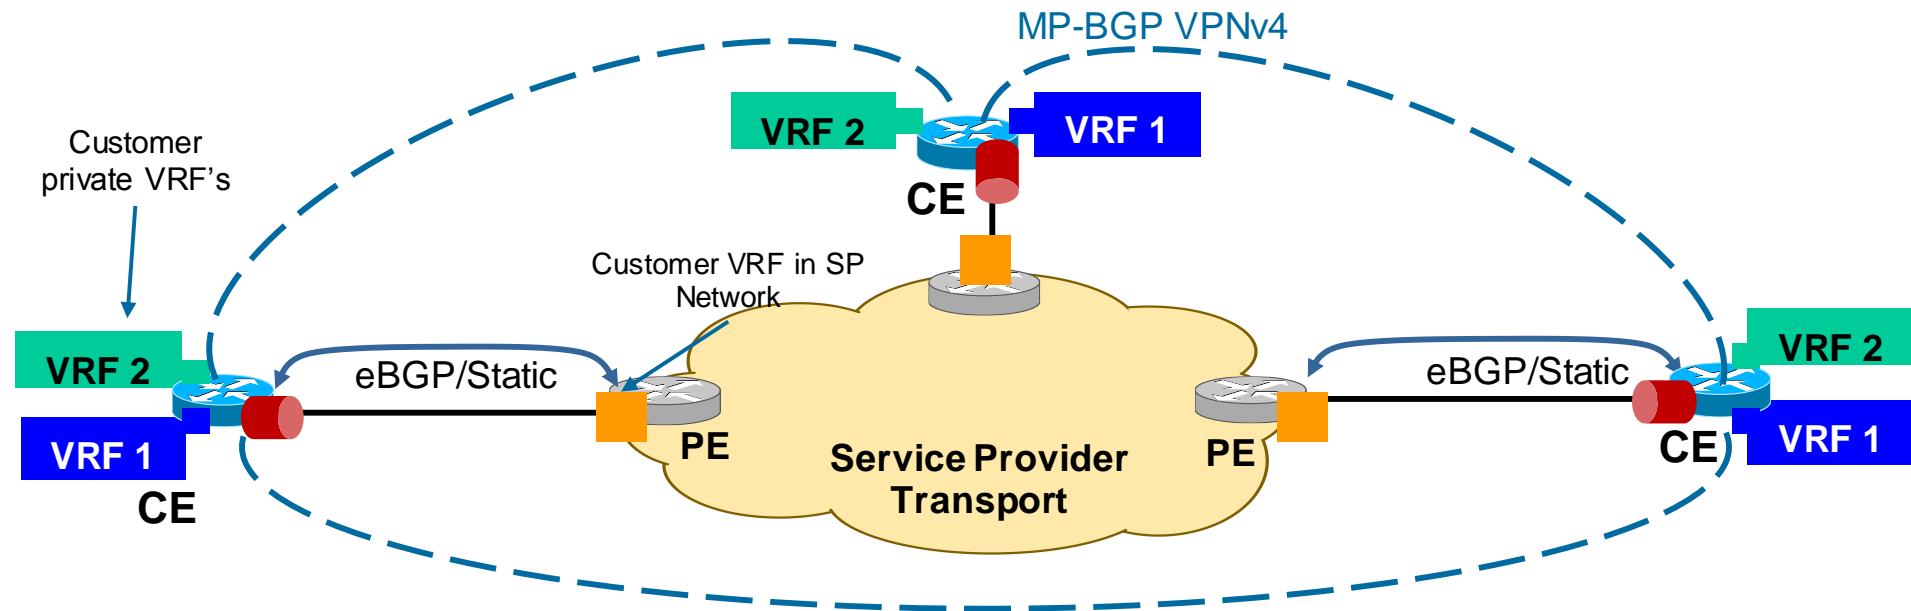 MP-BGP VPNv4
VRF 2
VRF 1
CE
Customer
private VRF’s
Customer VRF in SP
Network
VRF 2
VRF 1
CE
eBGP/Static
PE
Service Provider
Transport
PE
eBGP/Static
VRF 2
CE
VRF 1